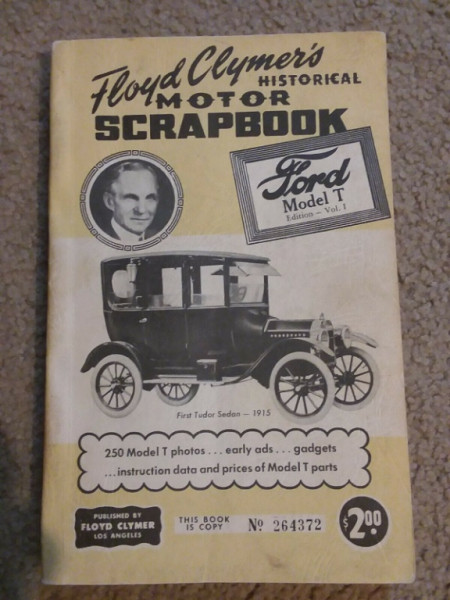 Floyd Clymer's
HISTORICAL
MOTOR
SCRAPBOOK
Ford
Model T
Edition - Vol. I
First Tudor Sedan - 1915
250 Model T photos...early ads...gadgets
...instruction data and prices of Model T parts
PUBLISHED BY
FLOYD CLYMER
LOS ANGELES
THIS BOOK
IS COPY
No 264372
$2.00